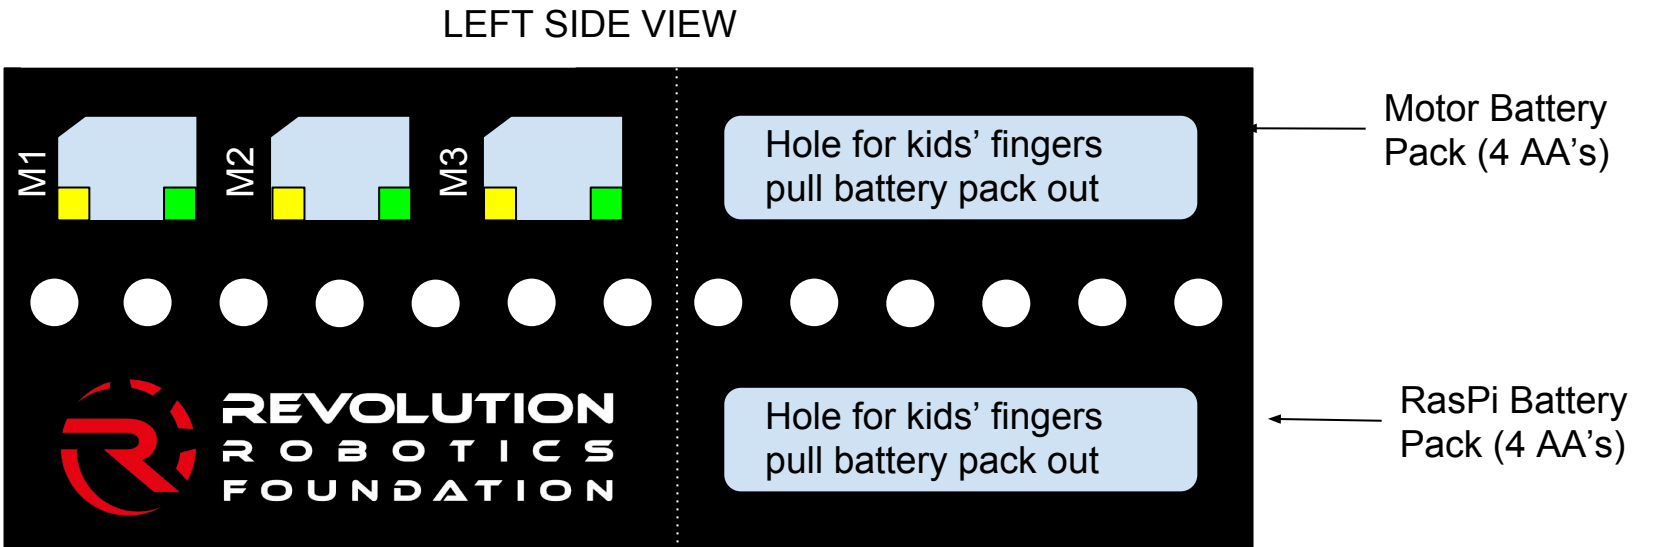 LEFT SIDE VIEW
M1
M2
M3
Hole for kids’ fingers
pull battery pack out
Motor Battery
Pack (4 AA’s)
REVOLUTION
ROBOTICS
FOUNDATION
Hole for kids’ fingers
pull battery pack out
RasPi Battery
Pack (4 AA’s)